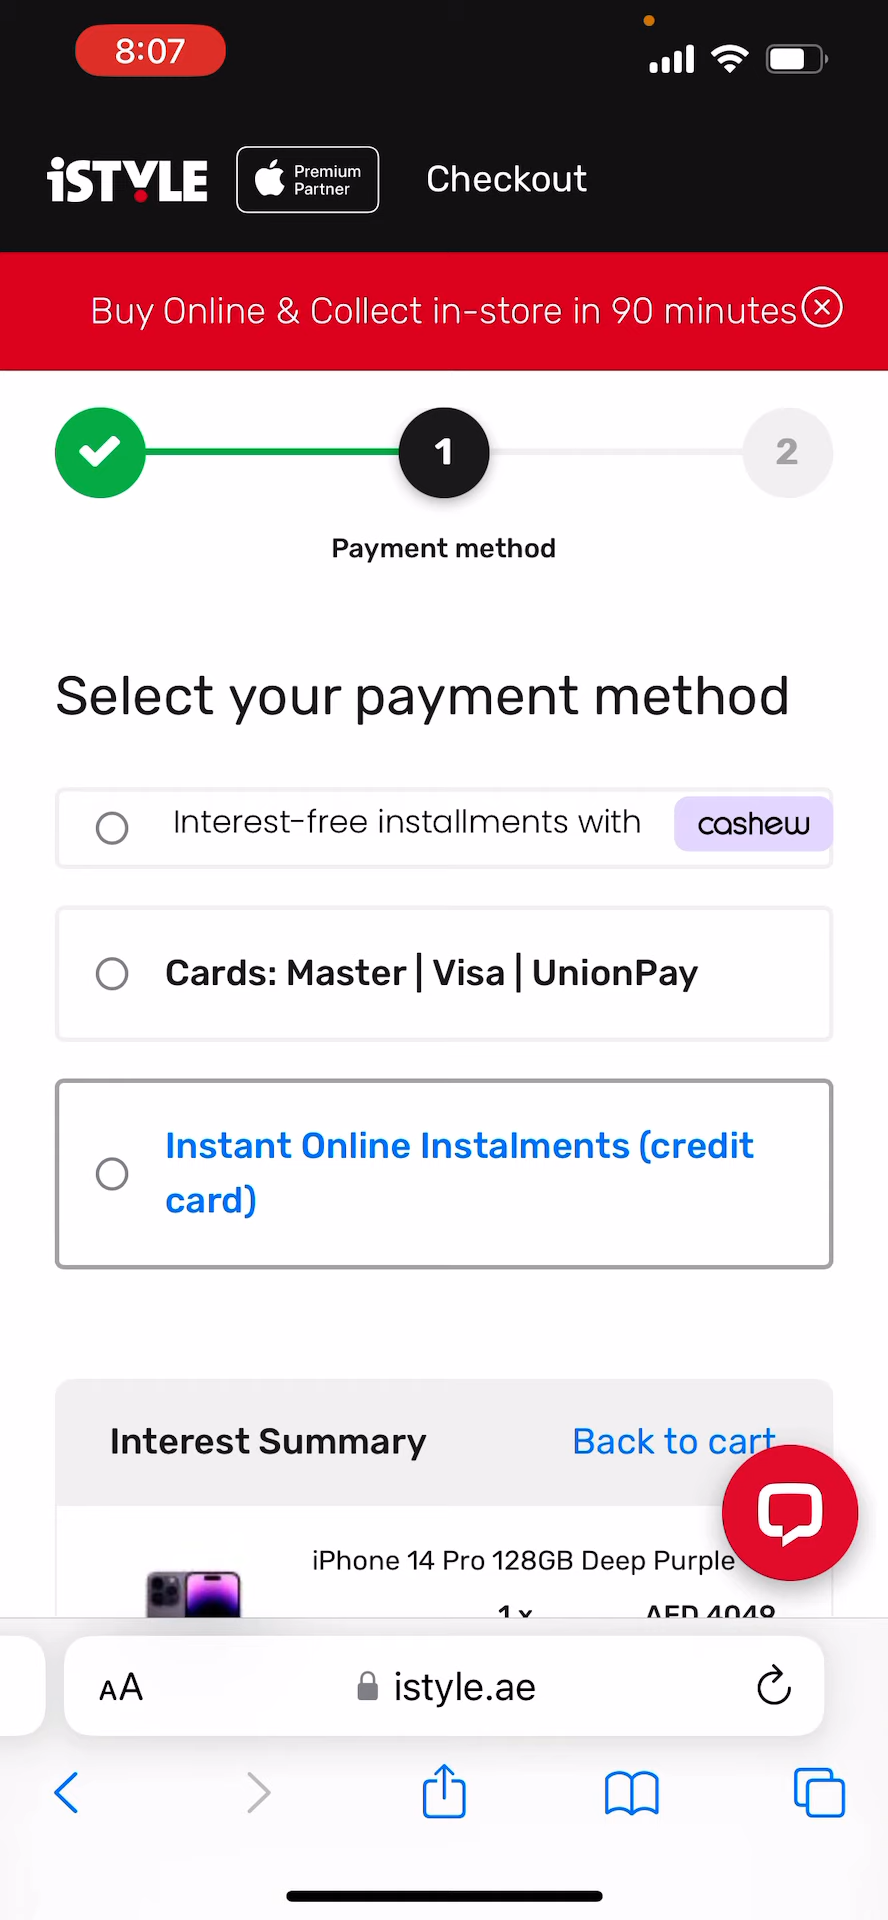 8:07
iSTYLE
Premium
Partner
Checkout
Buy Online & Collect in-store in 90 minutes
1
2
Payment method
Select your payment method
Interest-free installments with cashew
Cards: Master | Visa | UnionPay
Instant Online Instalments (credit
card)
Interest Summary
Back to cart
iPhone 14 Pro 128GB Deep Purple
1 x
AED 4049
AA
istyle.ae